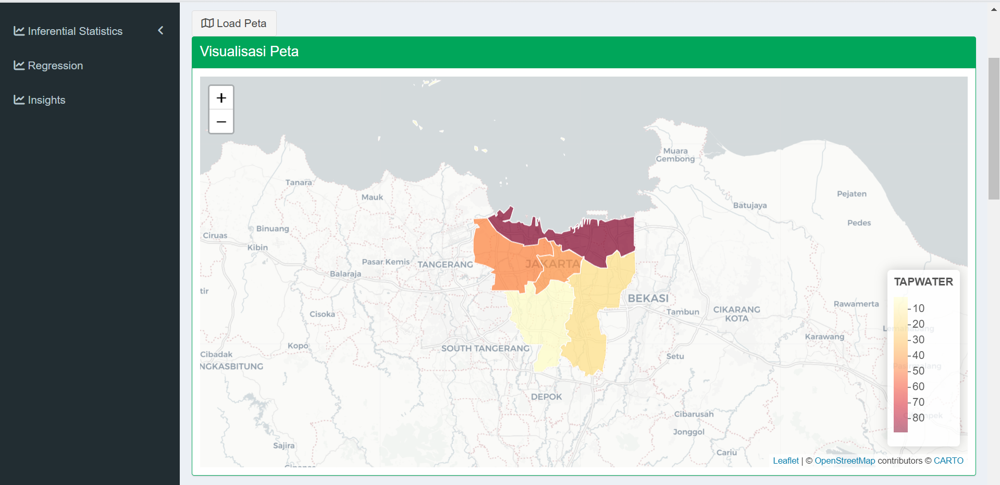 Inferential Statistics
Regression
Insights
Load Peta
Visualisasi Peta
+
−
Muara
Gembong
Tanara
Mauk
Pejaten
Batujaya
Pedes
Binuang
Ciruas
Kibin
Pasar Kemis
TANGERANG
JAKARTA
Balaraja
tir
BEKASI
Cisoka
Tambun
CIKARANG
KOTA
Rawamerta
Karawang
Kopo
SOUTH TANGERANG
Cibadak
NGKASBITUNG
Setu
DEPOK
Cibarusah
Jonggol
Sajira
Cariu
TAPWATER
10
20
30
40
50
60
70
80
Leaflet | © OpenStreetMap contributors © CARTO